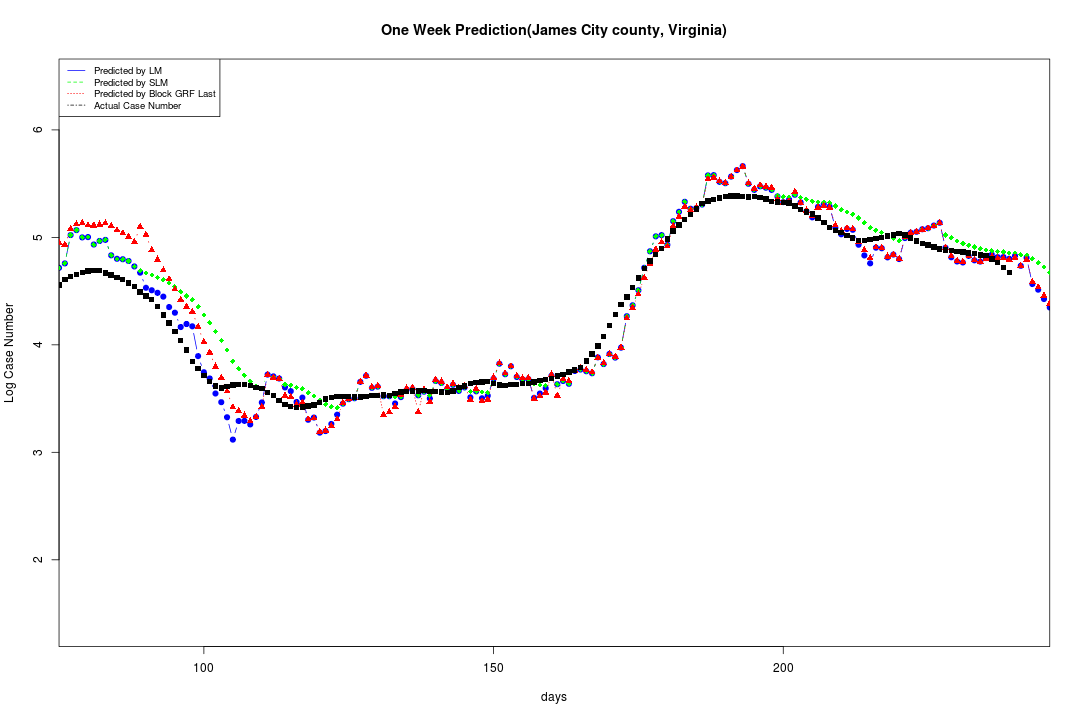 One Week Prediction(James City county, Virginia)
Predicted by LM
Predicted by SLM
Predicted by Block GRF Last
Actual Case Number
6
5
4
3
2
Log Case Number
100 150 200
days